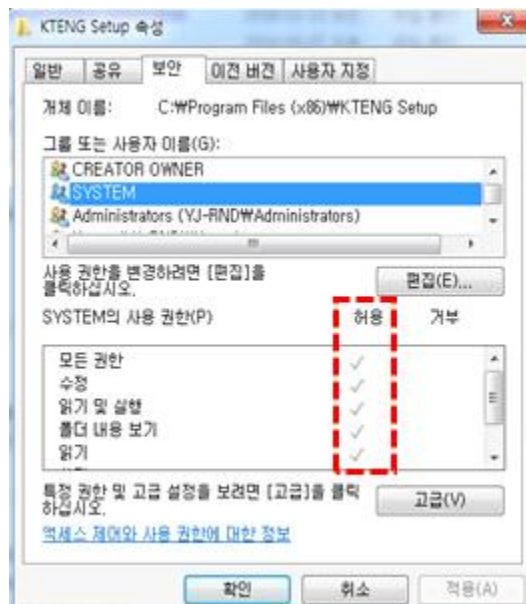 KTENG Setup 속성
일반 공유 보안 이전 버전 사용자 지정
개체 이름: C:₩Program Files (x86)₩KTENG Setup
그룹 또는 사용자 이름(G):
CREATOR OWNER
SYSTEM
Administrators (YJ-RND₩Administrators)
사용 권한을 변경하려면 [편집]을
클릭하십시오.
편집(E)...
SYSTEM의 사용 권한(P) 허용 거부
모든 권한
수정
읽기 및 실행
폴더 내용 보기
읽기
특정 권한 및 고급 설정을 보려면 [고급]을 클릭
하십시오.
고급(V)
액세스 제어와 사용 권한에 대한 정보
확인 취소 적용(A)